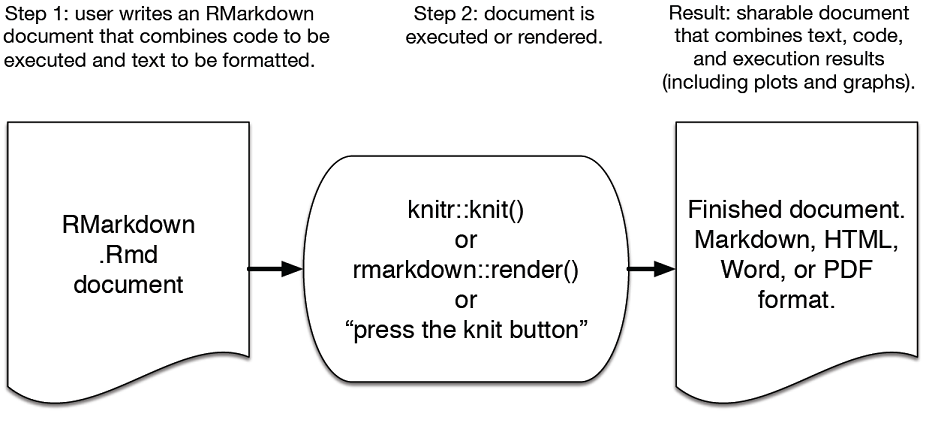 Step 1: user writes an RMarkdown
document that combines code to be
executed and text to be formatted.
Step 2: document is
executed or rendered.
Result: sharable document
that combines text, code,
and execution results
(including plots and graphs).
RMarkdown
.Rmd
document
knitr::knit()
or
rmarkdown::render()
or
“press the knit button”
Finished document.
Markdown, HTML,
Word, or PDF
format.